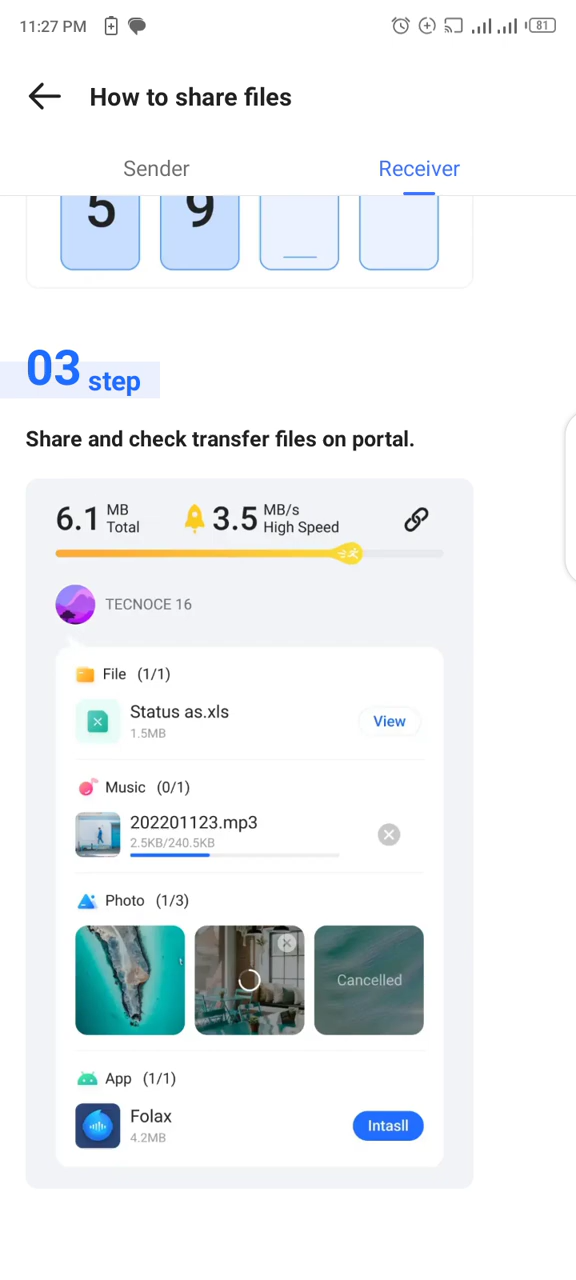 11:27 PM
81
How to share files
Sender
Receiver
5 9
03 step
Share and check transfer files on portal.
6.1 MB Total
3.5 MB/s High Speed
TECNOCE 16
File (1/1)
Status as.xls
1.5MB
View
Music (0/1)
202201123.mp3
2.5KB/240.5KB
Photo (1/3)
Cancelled
App (1/1)
Folax
4.2MB
Intasll